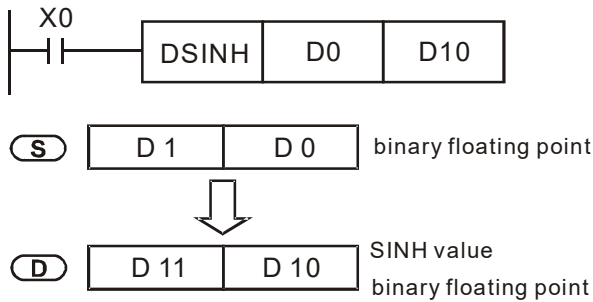 X0
DSINH D0 D10
S D 1 D 0 binary floating point
D D 11 D 10 SINH value
binary floating point